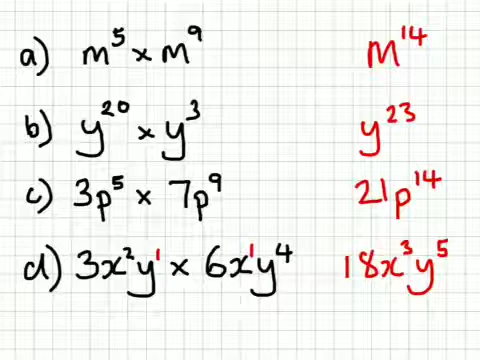 a) m⁵ × m⁹ m¹⁴
b) y²⁰ × y³ y²³
c) 3p⁵ × 7p⁹ 21p¹⁴
d) 3x²y¹ × 6x¹y⁴ 18x³y⁵